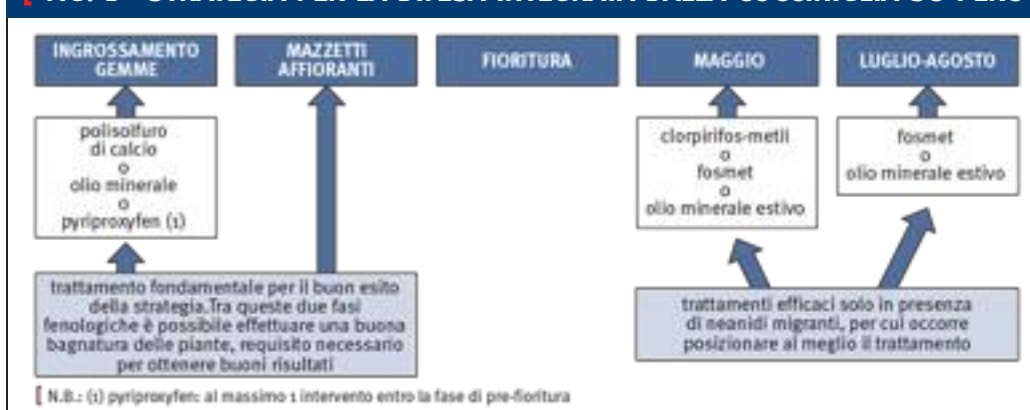 INGROSSAMENTO
GEMME
MAZZETTI
AFFIORANTI
FIORITURA
MAGGIO
LUGLIO-AGOSTO
polisolfuro
di calcio
o
olio minerale
o
pyriproxyfen (1)
clorpirifos-metil
o
fosmet
o
olio minerale estivo
fosmet
o
olio minerale estivo
trattamento fondamentale per il buon esito
della strategia.Tra queste due fasi
fenologiche è possibile effettuare una buona
bagnatura delle piante, requisito necessario
per ottenere buoni risultati
trattamenti efficaci solo in presenza
di neanidi migranti, per cui occorre
posizionare al meglio il trattamento
[ N.B.: (1) pyriproxyfen: al massimo 1 intervento entro la fase di pre-fioritura